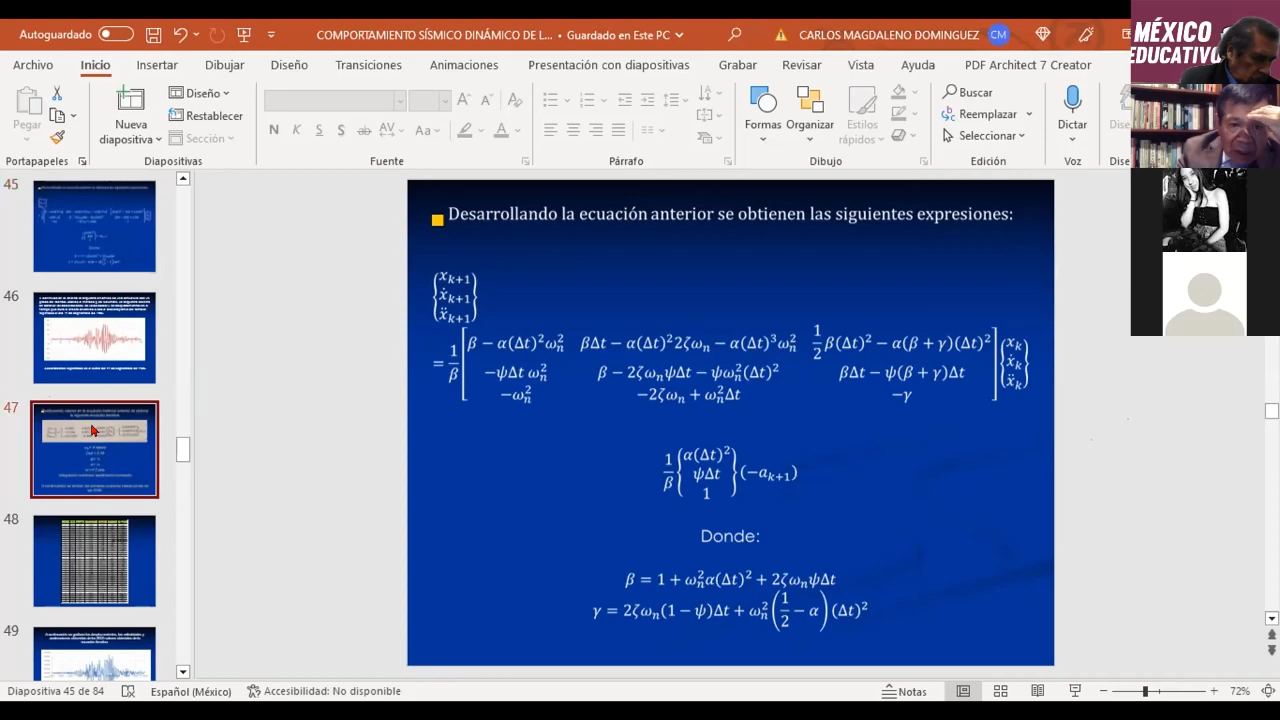 Autoguardado
COMPORTAMIENTO SÍSMICO DINÁMICO DE L... - Guardado en Este PC
CARLOS MAGDALENO DOMINGUEZ CM
MÉXICO
EDUCATIVO
Archivo Inicio Insertar Dibujar Diseño Transiciones Animaciones Presentación con diapositivas Grabar Revisar Vista Ayuda PDF Architect 7 Creator
Pegar
Nueva
diapositiva
Diseño
Restablecer
Sección
N K S S ab AV Aa A
Formas Organizar Estilos
rápidos
Buscar
Reemplazar
Seleccionar
Dictar
Portapapeles Diapositivas Fuente Párrafo Dibujo Edición Voz
45
46
47
48
49
Desarrollando la ecuación anterior se obtienen las siguientes expresiones:
{x_{k+1} ẋ_{k+1} ẍ_{k+1}}
= 1/β [β − α(Δt)²ω_n² βΔt − α(Δt)²2ζω_n − α(Δt)³ω_n² 1/2 β(Δt)² − α(β + γ)(Δt)²] {x_k
−ψΔt ω_n² β − 2ζω_nψΔt − ψω_n²(Δt)² βΔt − ψ(β + γ)Δt ẋ_k
−ω_n² −2ζω_n + ω_n²Δt −γ ẍ_k}
1/β {α(Δt)² ψΔt 1} (−a_{k+1})
Donde:
β = 1 + ω_n²α(Δt)² + 2ζω_nψΔt
γ = 2ζω_n(1 − ψ)Δt + ω_n²(1/2 − α)(Δt)²
Diapositiva 45 de 84 Español (México) Accesibilidad: No disponible Notas 72%